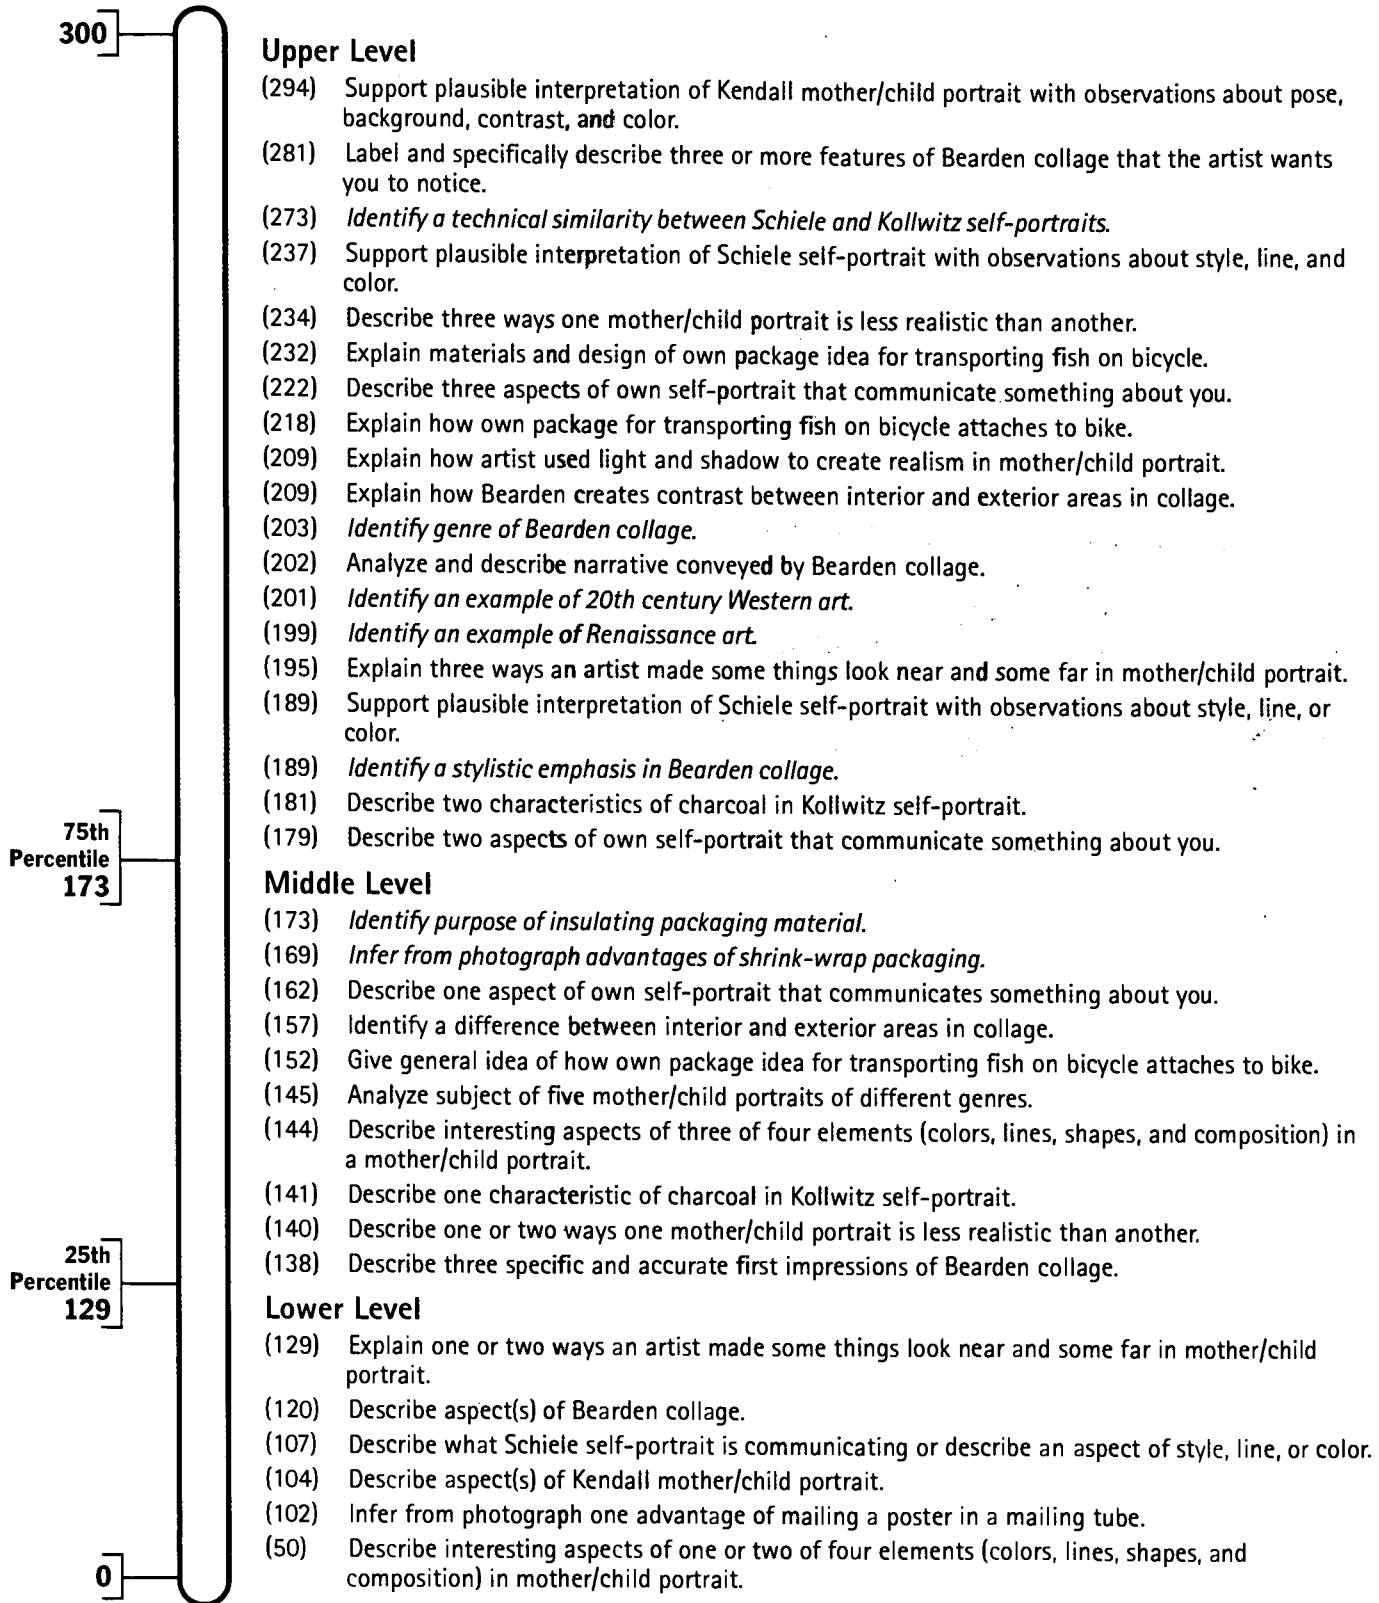 300
Upper Level
(294) Support plausible interpretation of Kendall mother/child portrait with observations about pose,
background, contrast, and color.
(281) Label and specifically describe three or more features of Bearden collage that the artist wants
you to notice.
(273) Identify a technical similarity between Schiele and Kollwitz self-portraits.
(237) Support plausible interpretation of Schiele self-portrait with observations about style, line, and
color.
(234) Describe three ways one mother/child portrait is less realistic than another.
(232) Explain materials and design of own package idea for transporting fish on bicycle.
(222) Describe three aspects of own self-portrait that communicate something about you.
(218) Explain how own package for transporting fish on bicycle attaches to bike.
(209) Explain how artist used light and shadow to create realism in mother/child portrait.
(209) Explain how Bearden creates contrast between interior and exterior areas in collage.
(203) Identify genre of Bearden collage.
(202) Analyze and describe narrative conveyed by Bearden collage.
(201) Identify an example of 20th century Western art.
(199) Identify an example of Renaissance art.
(195) Explain three ways an artist made some things look near and some far in mother/child portrait.
(189) Support plausible interpretation of Schiele self-portrait with observations about style, line, or
color.
(189) Identify a stylistic emphasis in Bearden collage.
(181) Describe two characteristics of charcoal in Kollwitz self-portrait.
(179) Describe two aspects of own self-portrait that communicate something about you.
75th
Percentile
173
Middle Level
(173) Identify purpose of insulating packaging material.
(169) Infer from photograph advantages of shrink-wrap packaging.
(162) Describe one aspect of own self-portrait that communicates something about you.
(157) Identify a difference between interior and exterior areas in collage.
(152) Give general idea of how own package idea for transporting fish on bicycle attaches to bike.
(145) Analyze subject of five mother/child portraits of different genres.
(144) Describe interesting aspects of three of four elements (colors, lines, shapes, and composition) in
a mother/child portrait.
(141) Describe one characteristic of charcoal in Kollwitz self-portrait.
(140) Describe one or two ways one mother/child portrait is less realistic than another.
(138) Describe three specific and accurate first impressions of Bearden collage.
25th
Percentile
129
Lower Level
(129) Explain one or two ways an artist made some things look near and some far in mother/child
portrait.
(120) Describe aspect(s) of Bearden collage.
(107) Describe what Schiele self-portrait is communicating or describe an aspect of style, line, or color.
(104) Describe aspect(s) of Kendall mother/child portrait.
(102) Infer from photograph one advantage of mailing a poster in a mailing tube.
(50) Describe interesting aspects of one or two of four elements (colors, lines, shapes, and
composition) in mother/child portrait.
0